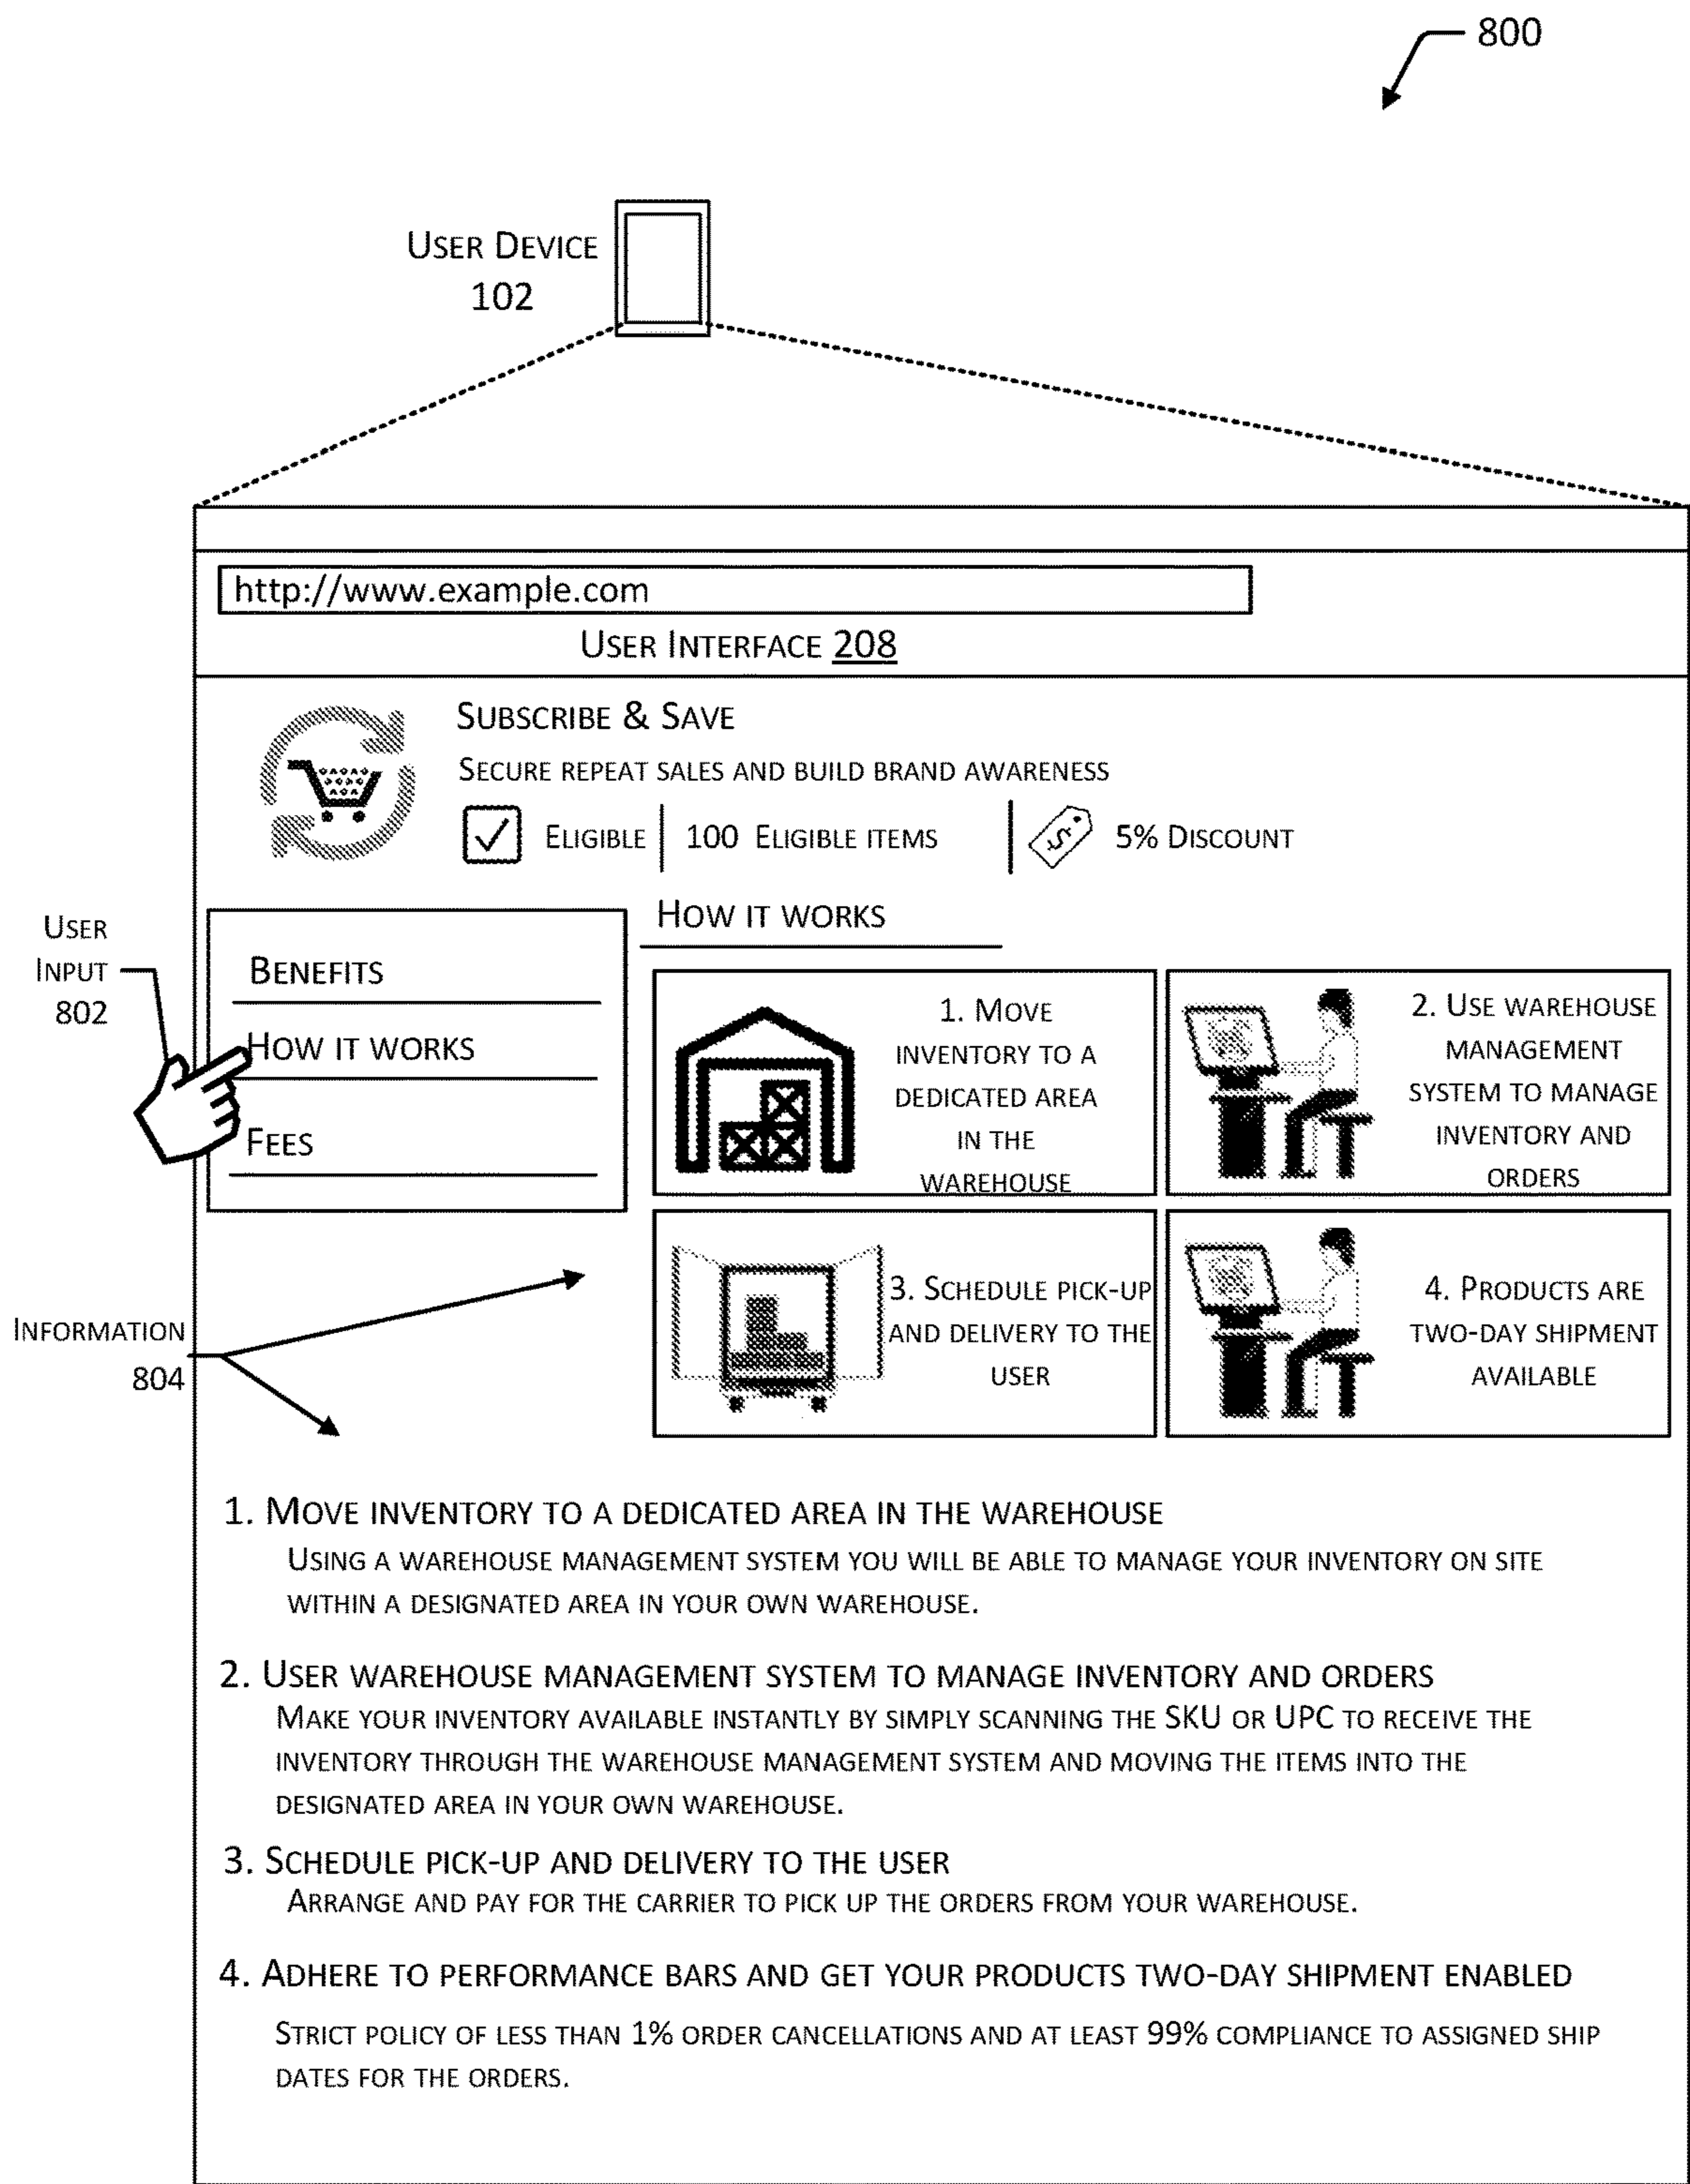 800
USER DEVICE
102
http://www.example.com
USER INTERFACE 208
SUBSCRIBE & SAVE
SECURE REPEAT SALES AND BUILD BRAND AWARENESS
ELIGIBLE
100 ELIGIBLE ITEMS
5% DISCOUNT
USER
INPUT
802
BENEFITS
HOW IT WORKS
FEES
HOW IT WORKS
1. MOVE
INVENTORY TO A
DEDICATED AREA
IN THE
WAREHOUSE
2. USE WAREHOUSE
MANAGEMENT
SYSTEM TO MANAGE
INVENTORY AND
ORDERS
3. SCHEDULE PICK-UP
AND DELIVERY TO THE
USER
4. PRODUCTS ARE
TWO-DAY SHIPMENT
AVAILABLE
INFORMATION
804
1. MOVE INVENTORY TO A DEDICATED AREA IN THE WAREHOUSE
USING A WAREHOUSE MANAGEMENT SYSTEM YOU WILL BE ABLE TO MANAGE YOUR INVENTORY ON SITE
WITHIN A DESIGNATED AREA IN YOUR OWN WAREHOUSE.
2. USER WAREHOUSE MANAGEMENT SYSTEM TO MANAGE INVENTORY AND ORDERS
MAKE YOUR INVENTORY AVAILABLE INSTANTLY BY SIMPLY SCANNING THE SKU OR UPC TO RECEIVE THE
INVENTORY THROUGH THE WAREHOUSE MANAGEMENT SYSTEM AND MOVING THE ITEMS INTO THE
DESIGNATED AREA IN YOUR OWN WAREHOUSE.
3. SCHEDULE PICK-UP AND DELIVERY TO THE USER
ARRANGE AND PAY FOR THE CARRIER TO PICK UP THE ORDERS FROM YOUR WAREHOUSE.
4. ADHERE TO PERFORMANCE BARS AND GET YOUR PRODUCTS TWO-DAY SHIPMENT ENABLED
STRICT POLICY OF LESS THAN 1% ORDER CANCELLATIONS AND AT LEAST 99% COMPLIANCE TO ASSIGNED SHIP
DATES FOR THE ORDERS.